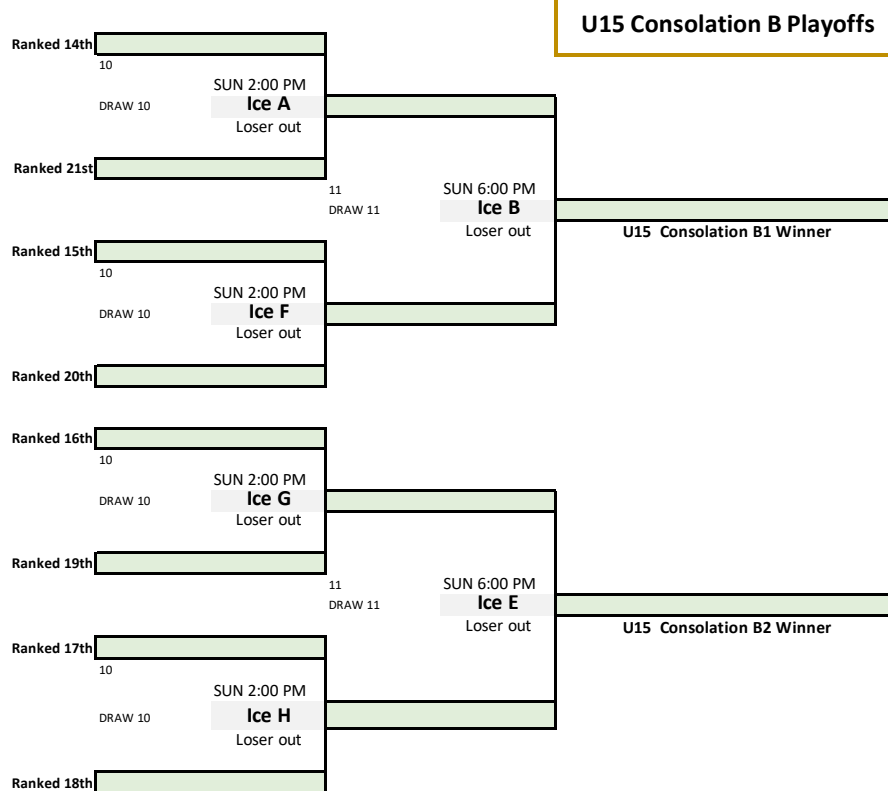 U15 Consolation B Playoffs
Ranked 14th
10
SUN 2:00 PM
DRAW 10
Ice A
Loser out
Ranked 21st
11
SUN 6:00 PM
DRAW 11
Ice B
Loser out
U15 Consolation B1 Winner
Ranked 15th
10
SUN 2:00 PM
DRAW 10
Ice F
Loser out
Ranked 20th
Ranked 16th
10
SUN 2:00 PM
DRAW 10
Ice G
Loser out
Ranked 19th
11
SUN 6:00 PM
DRAW 11
Ice E
Loser out
U15 Consolation B2 Winner
Ranked 17th
10
SUN 2:00 PM
DRAW 10
Ice H
Loser out
Ranked 18th